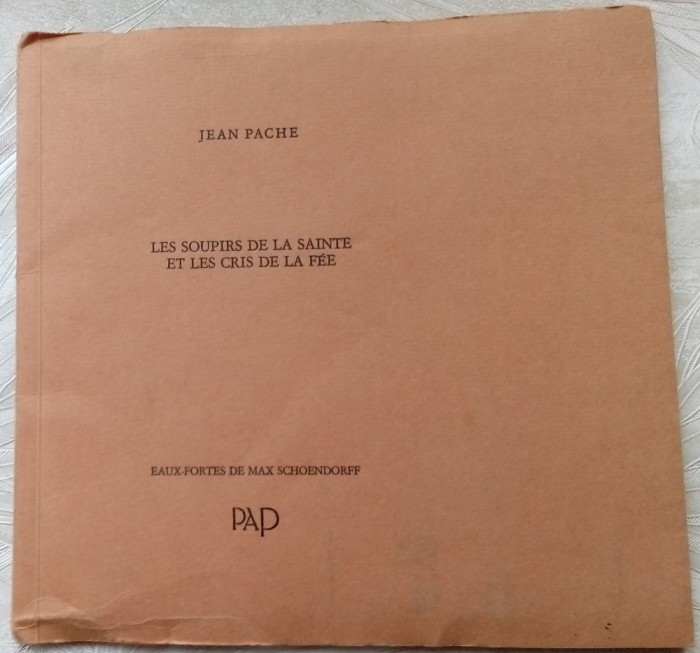 JEAN PACHE
LES SOUPIRS DE LA SAINTE
ET LES CRIS DE LA FÉE
EAUX-FORTES DE MAX SCHOENDORFF
PAP